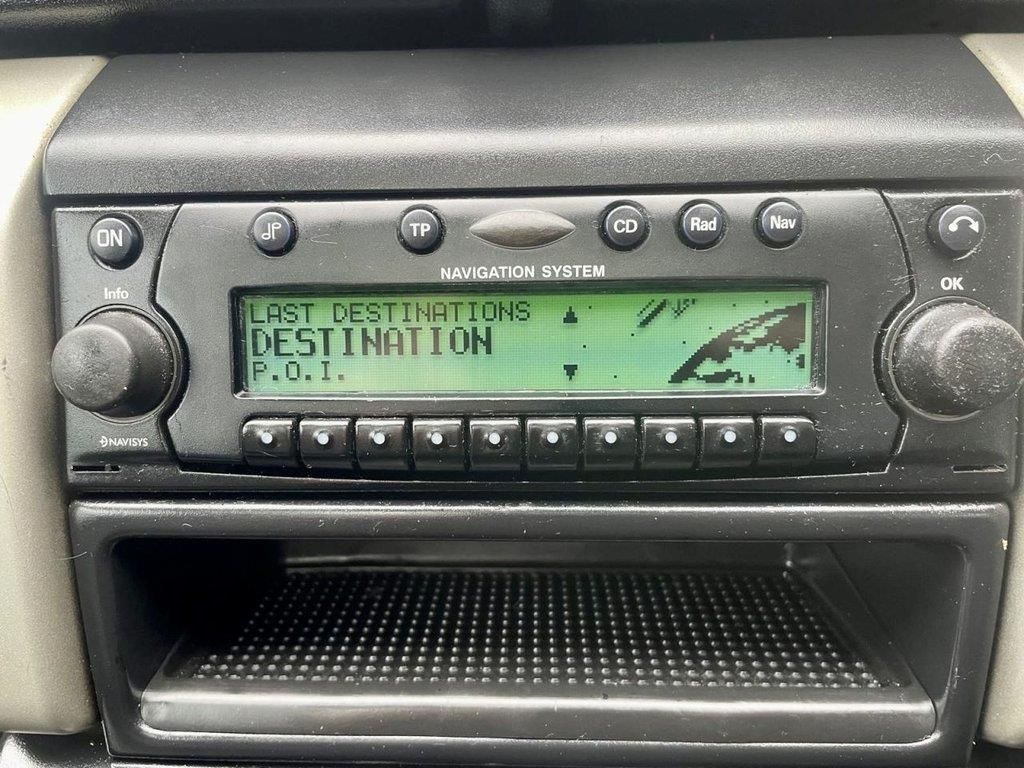 ON
TP
CD
Rad
Nav
NAVIGATION SYSTEM
Info
OK
LAST DESTINATIONS
DESTINATION
P.O.I.
NAVISYS